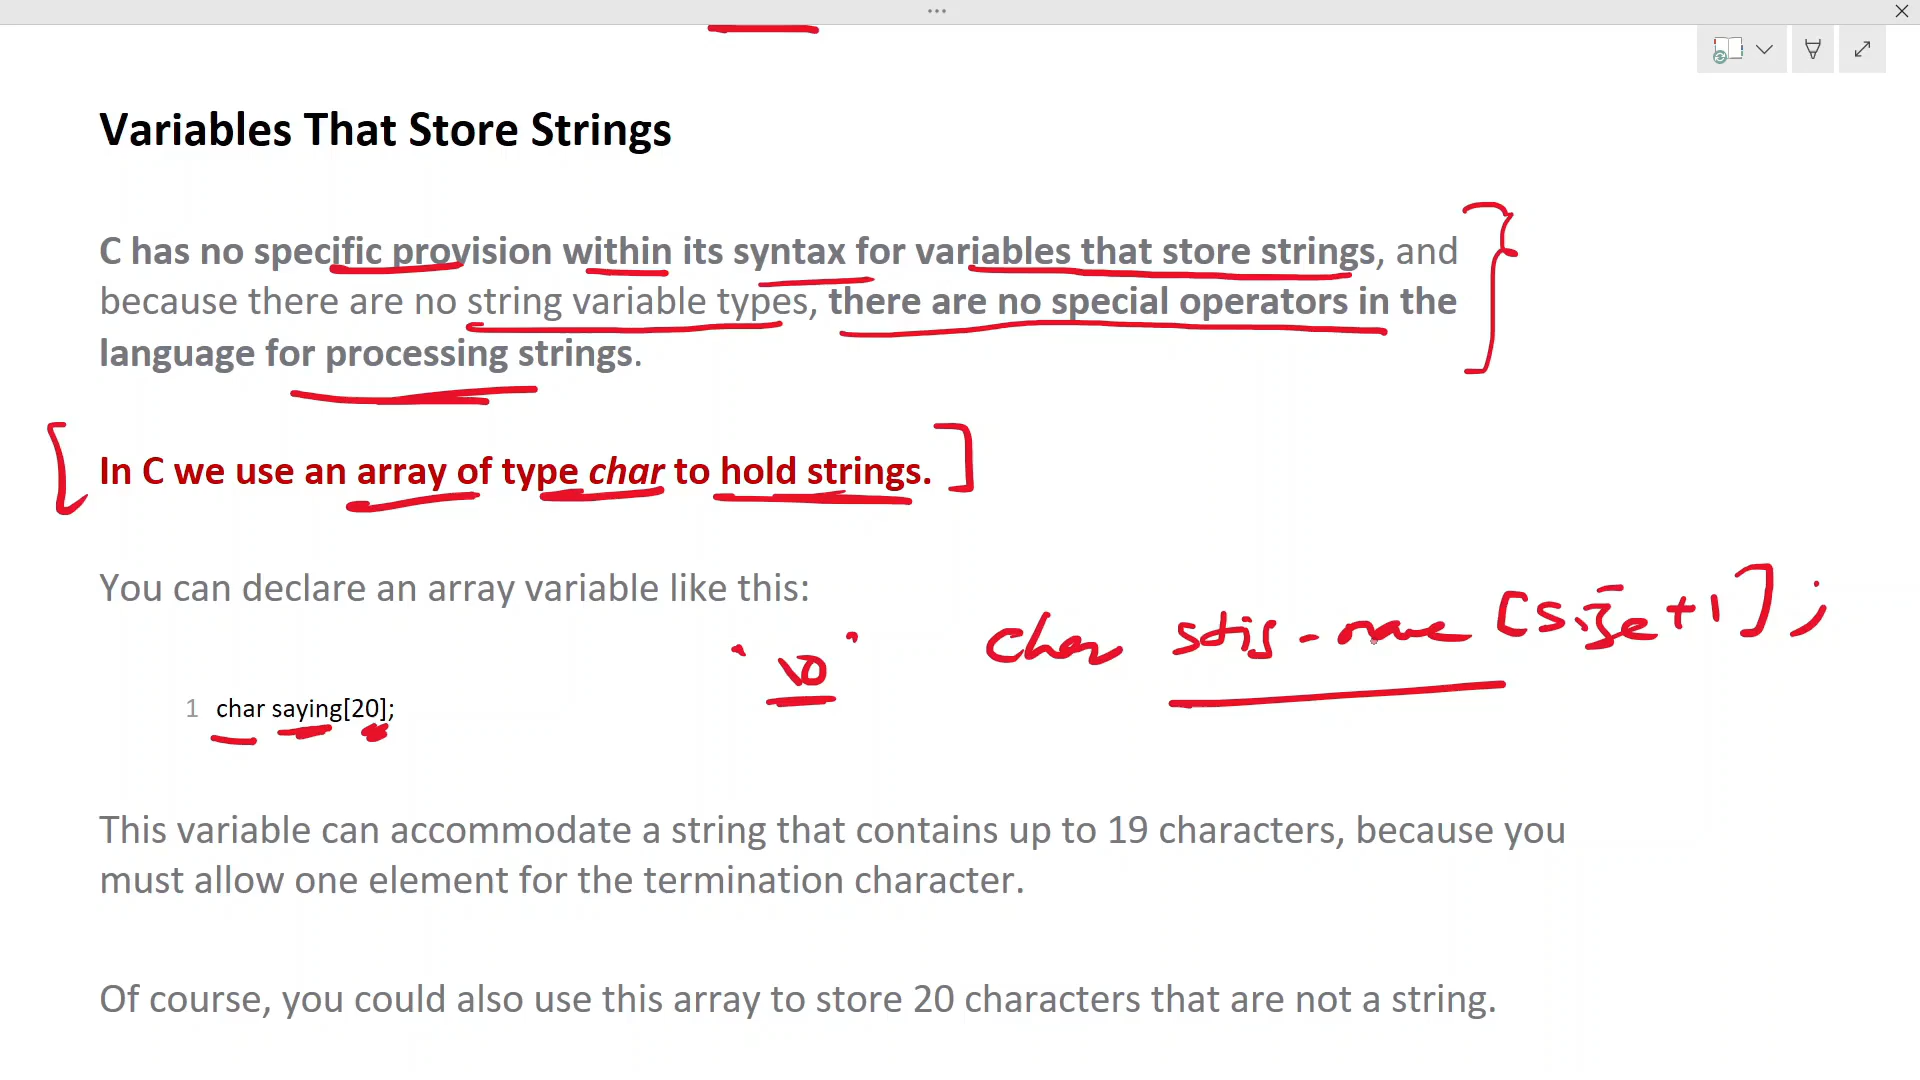 Variables That Store Strings
C has no specific provision within its syntax for variables that store strings, and
because there are no string variable types, there are no special operators in the
language for processing strings.
In C we use an array of type char to hold strings.
You can declare an array variable like this:
char string-name [size+1];
'\0'
1 char saying[20];
This variable can accommodate a string that contains up to 19 characters, because you
must allow one element for the termination character.
Of course, you could also use this array to store 20 characters that are not a string.